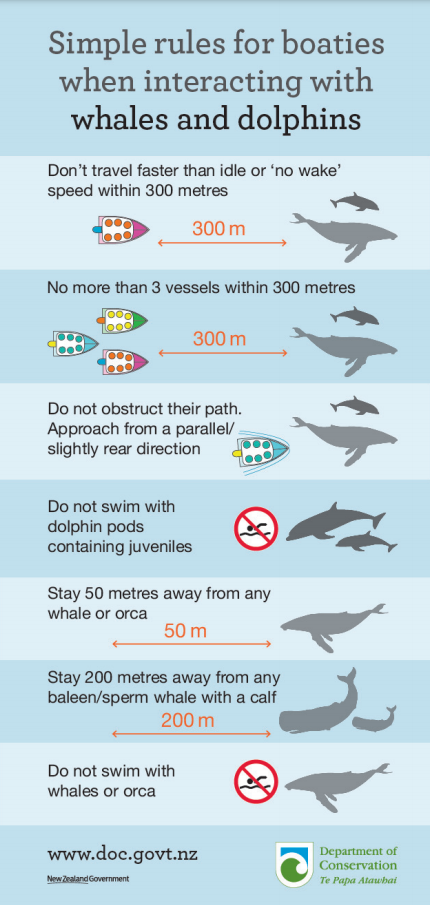 Simple rules for boaties
when interacting with
whales and dolphins
Don't travel faster than idle or 'no wake'
speed within 300 metres
300 m
No more than 3 vessels within 300 metres
300 m
Do not obstruct their path.
Approach from a parallel/
slightly rear direction
Do not swim with
dolphin pods
containing juveniles
Stay 50 metres away from any
whale or orca
50 m
Stay 200 metres away from any
baleen/sperm whale with a calf
200 m
Do not swim with
whales or orca
www.doc.govt.nz
New Zealand Government
Department of
Conservation
Te Papa Atawhai